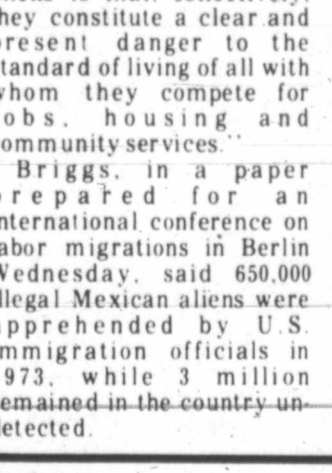 they constitute a clear and
present danger to the
standard of living of all with
whom they compete for
jobs, housing and
community services."
Briggs, in a paper
prepared for an
international conference on
labor migrations in Berlin
Wednesday, said 650,000
illegal Mexican aliens were
apprehended by U.S.
immigration officials in
1973, while 3 million
remained in the country un-
detected.